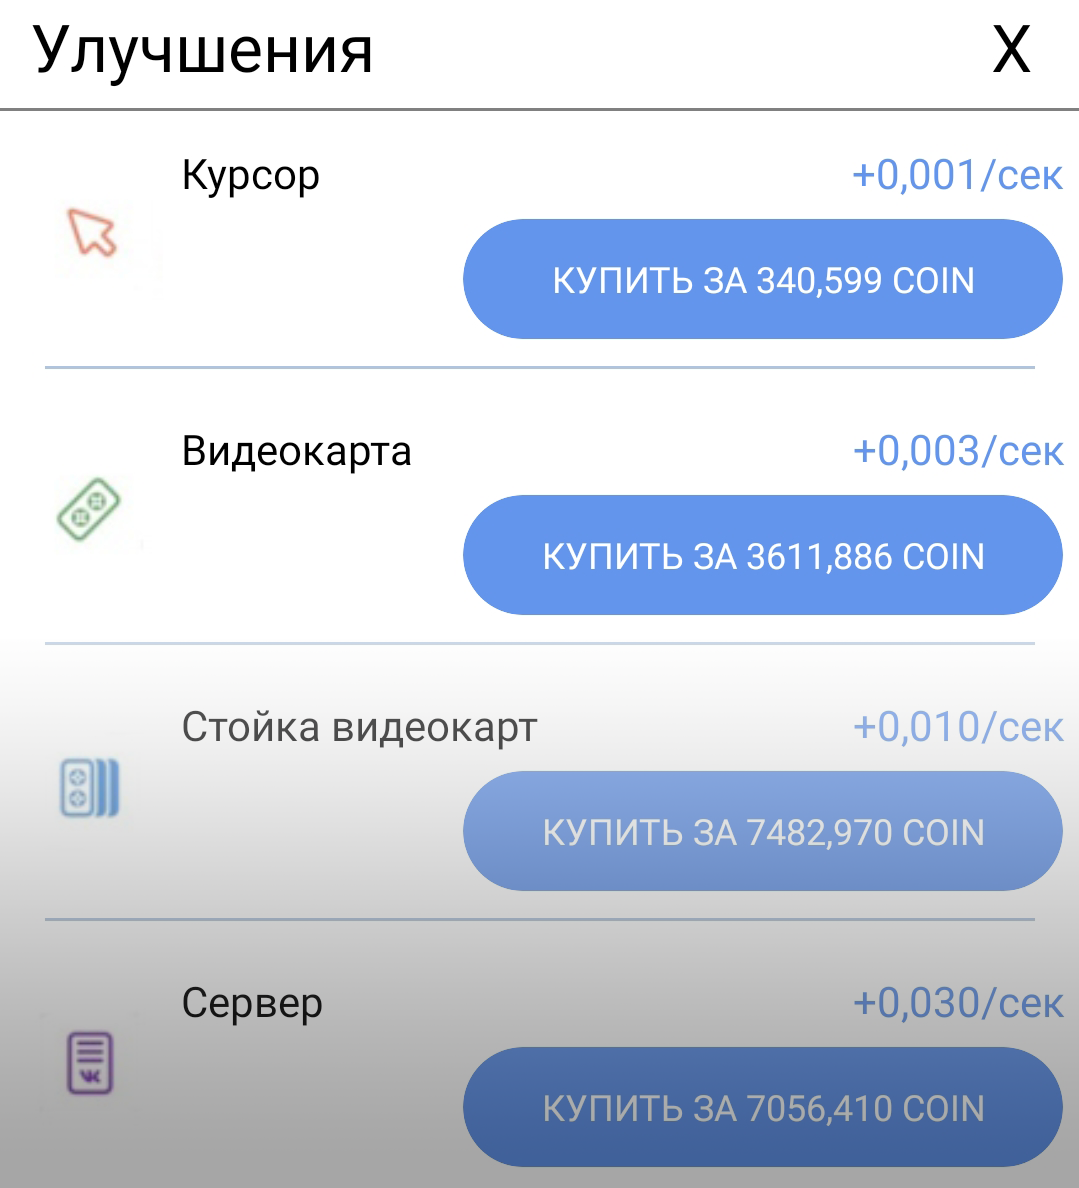 Улучшения X
Курсор +0,001/сек
КУПИТЬ ЗА 340,599 COIN
Видеокарта +0,003/сек
КУПИТЬ ЗА 3611,886 COIN
Стойка видеокарт +0,010/сек
КУПИТЬ ЗА 7482,970 COIN
Сервер +0,030/сек
VK
КУПИТЬ ЗА 7056,410 COIN